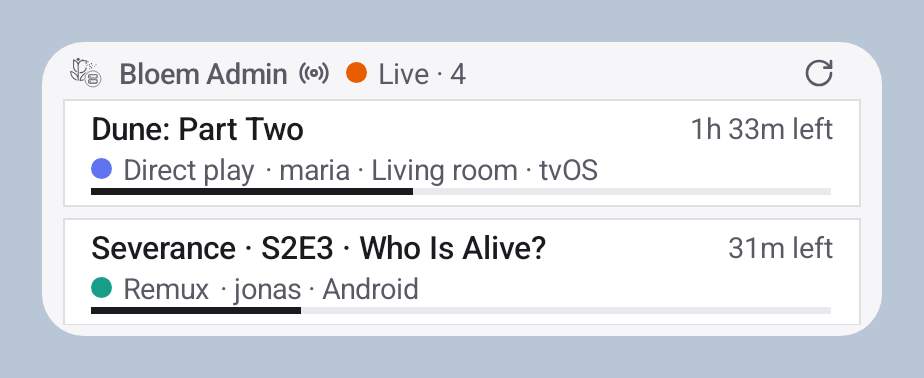 Bloem Admin Live · 4
Dune: Part Two 1h 33m left
Direct play · maria · Living room · tvOS
Severance · S2E3 · Who Is Alive? 31m left
Remux · jonas · Android